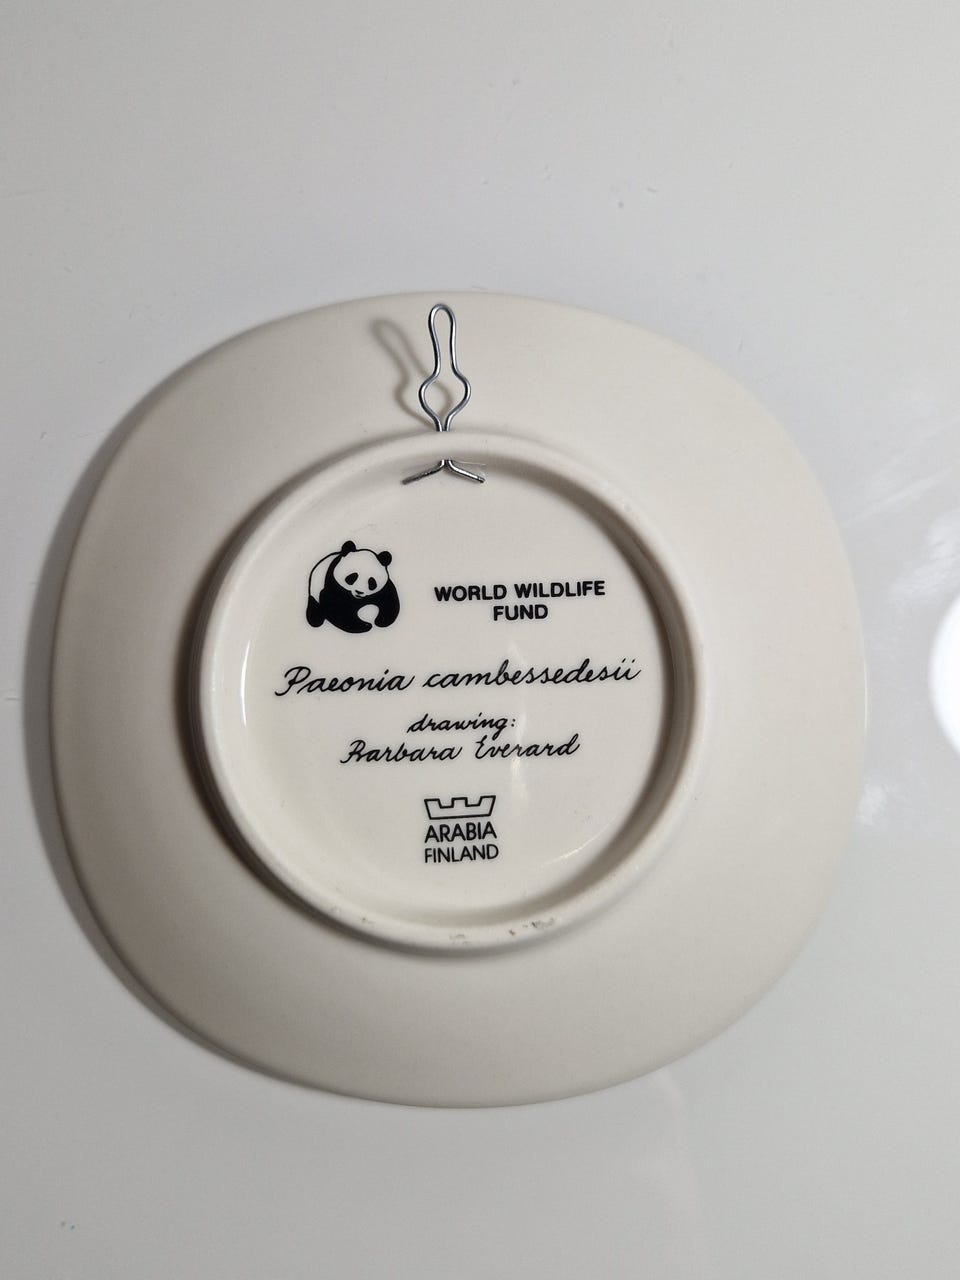 WORLD WILDLIFE
FUND
Paeonia cambessedesii
drawing:
Barbara Everard
ARABIA
FINLAND